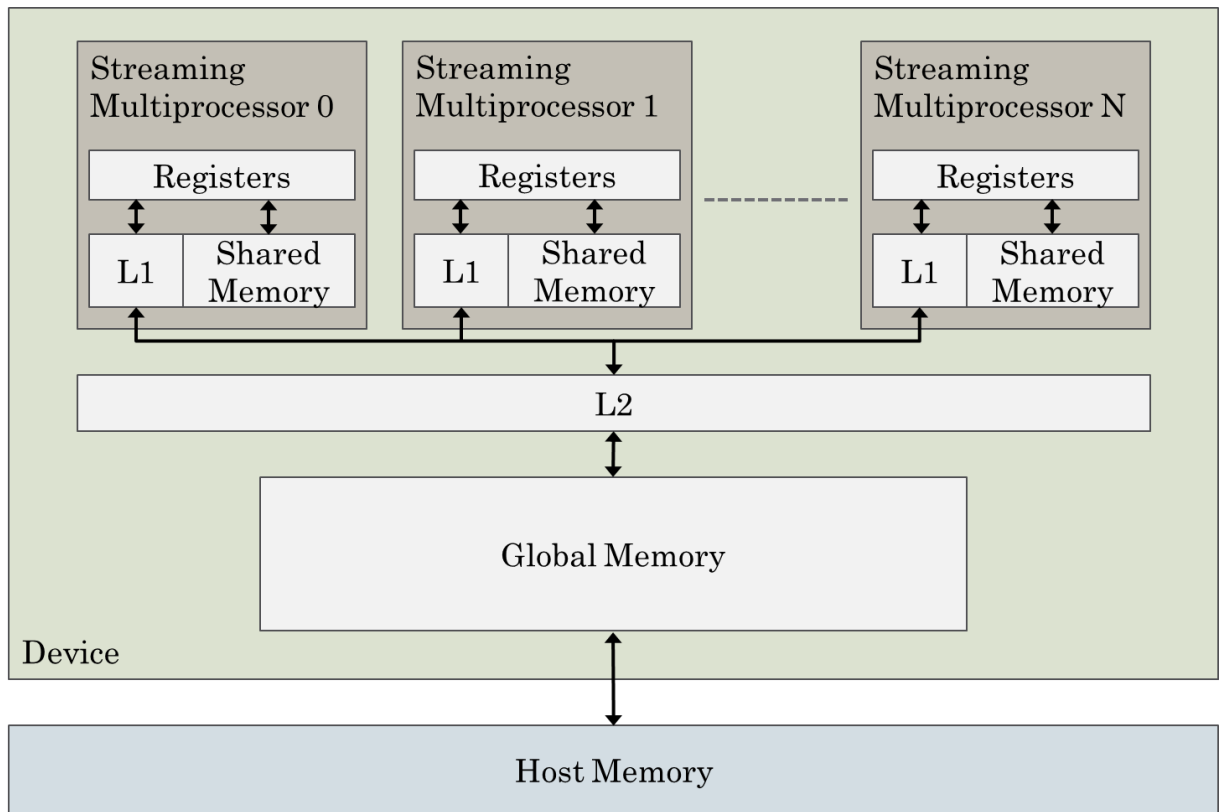 Streaming
Multiprocessor 0
Registers
L1
Shared
Memory
Streaming
Multiprocessor 1
Registers
L1
Shared
Memory
Streaming
Multiprocessor N
Registers
L1
Shared
Memory
L2
Global Memory
Device
Host Memory